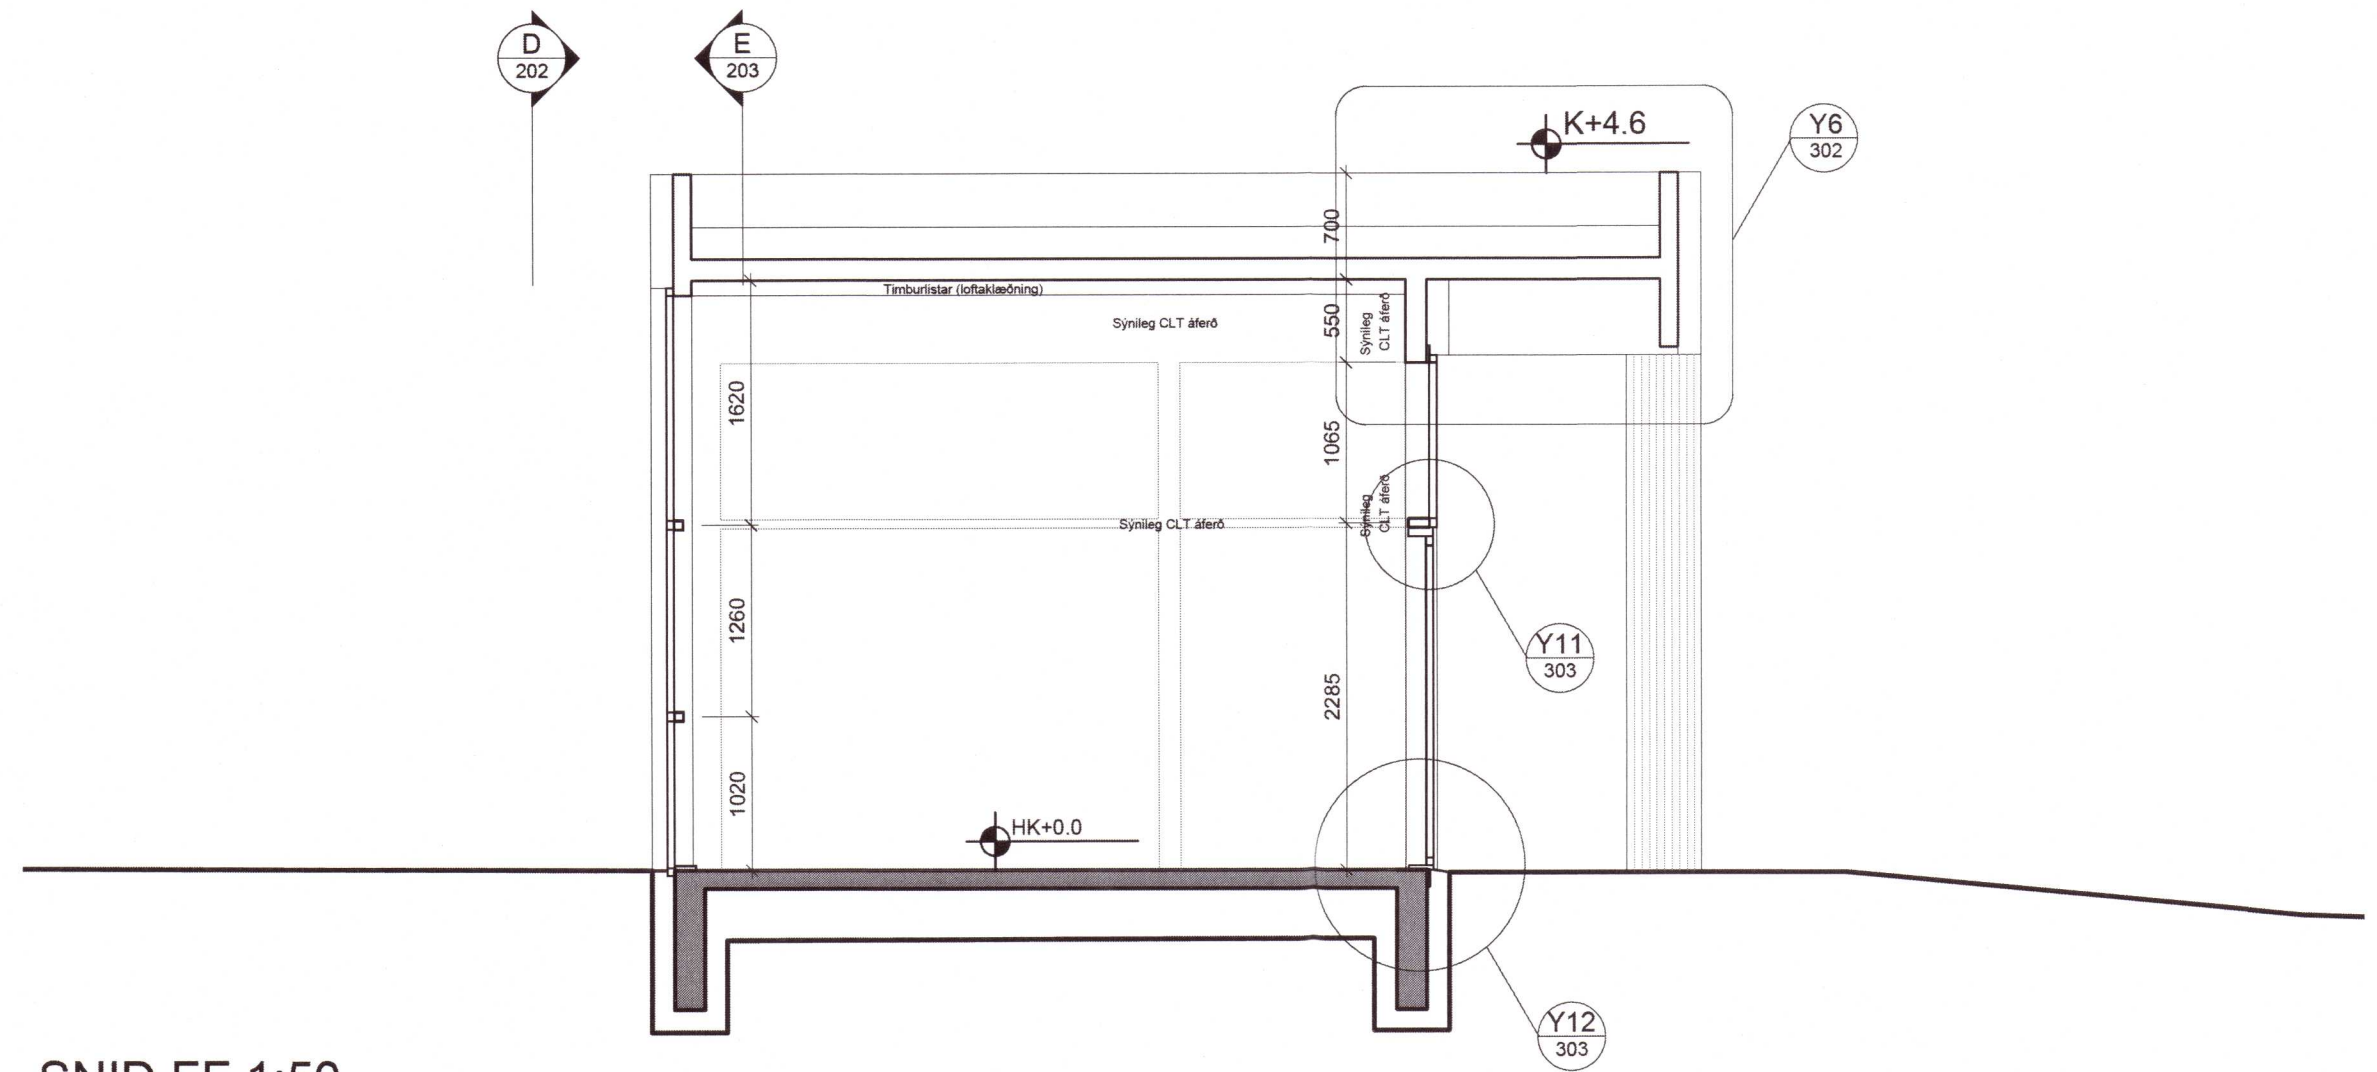 D
202
E
203
K+4.6
Y6
302
700
Timburlistar (loftaklæðning)
Sýnileg CLT áferð
550
Sýnileg
CLT áferð
1620
1065
Sýnileg CLT áferð
Sýnileg
CLT áferð
1260
2285
Y11
303
1020
HK+0.0
Y12
303